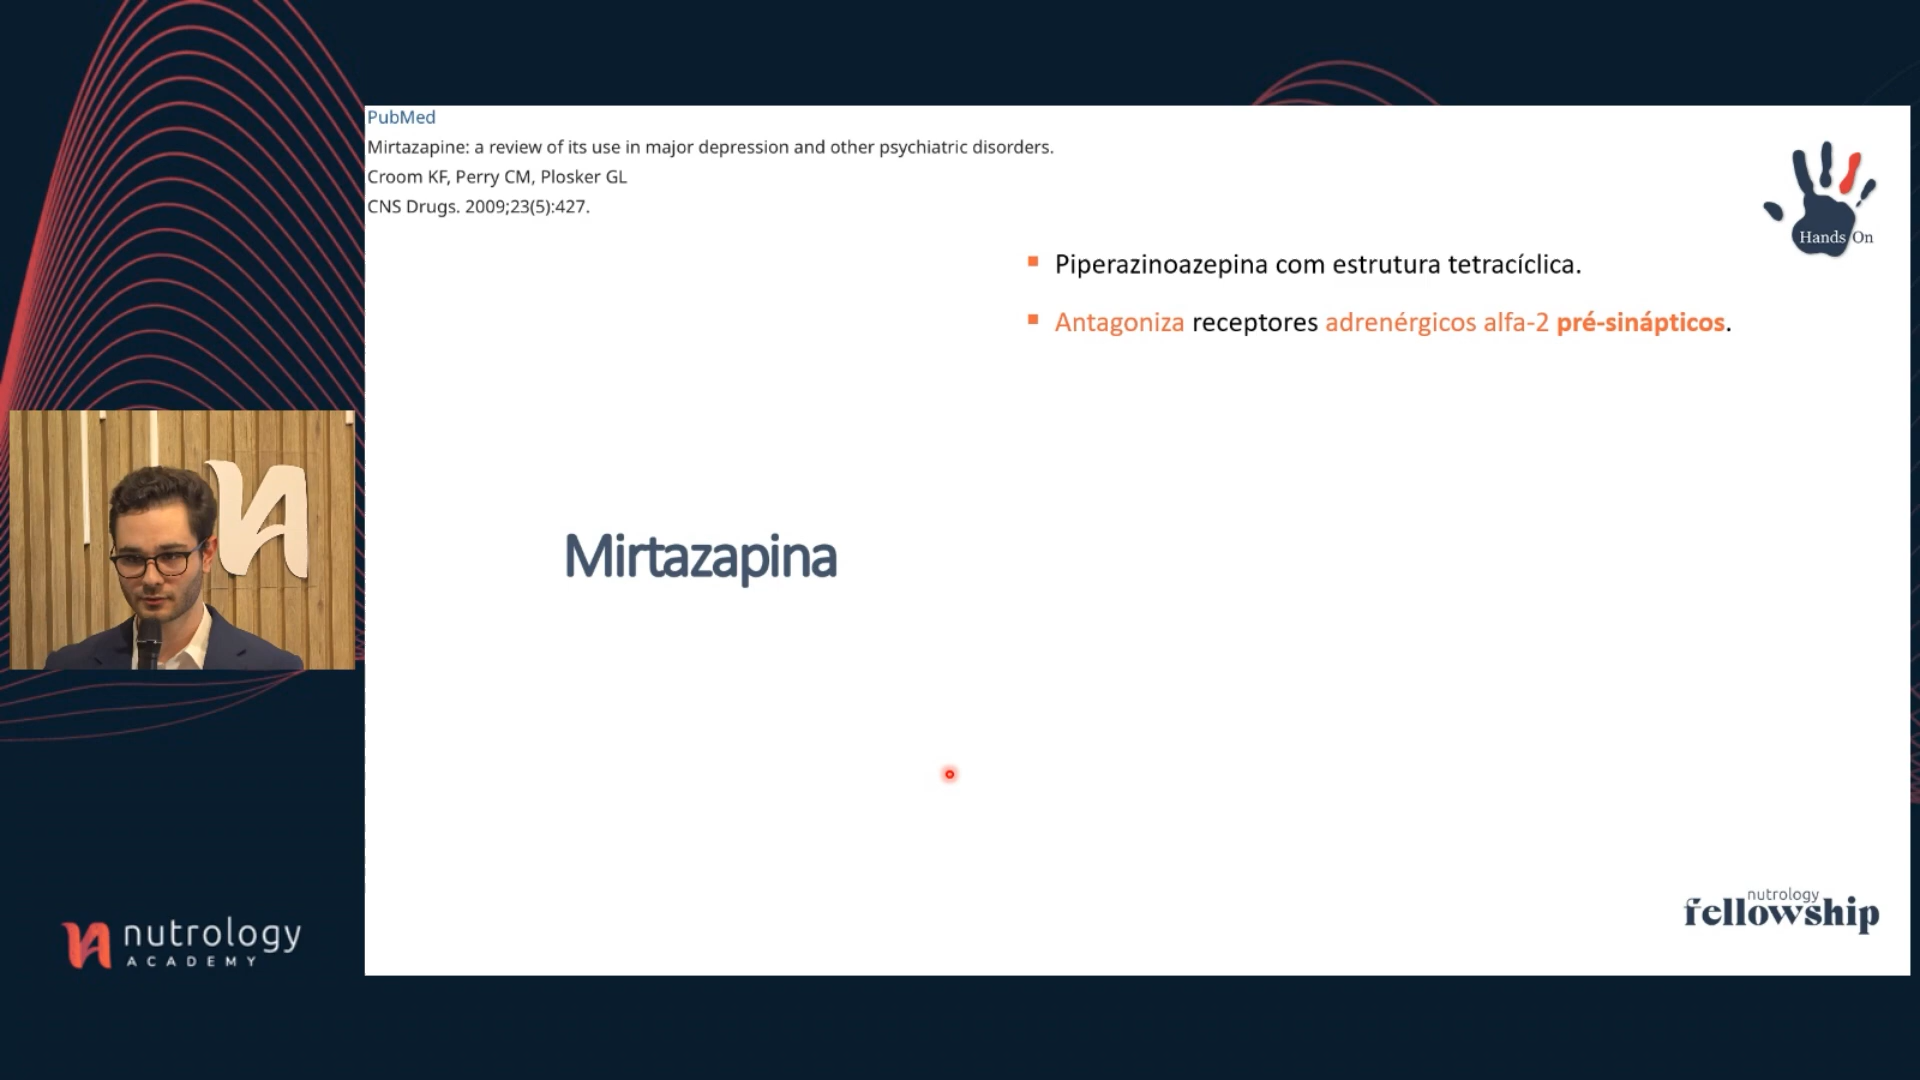 PubMed
Mirtazapine: a review of its use in major depression and other psychiatric disorders.
Croom KF, Perry CM, Plosker GL
CNS Drugs. 2009;23(5):427.
Hands On
▪ Piperazinoazepina com estrutura tetracíclica.
▪ Antagoniza receptores adrenérgicos alfa-2 pré-sinápticos.
Mirtazapina
nutrology
fellowship
nutrology
ACADEMY